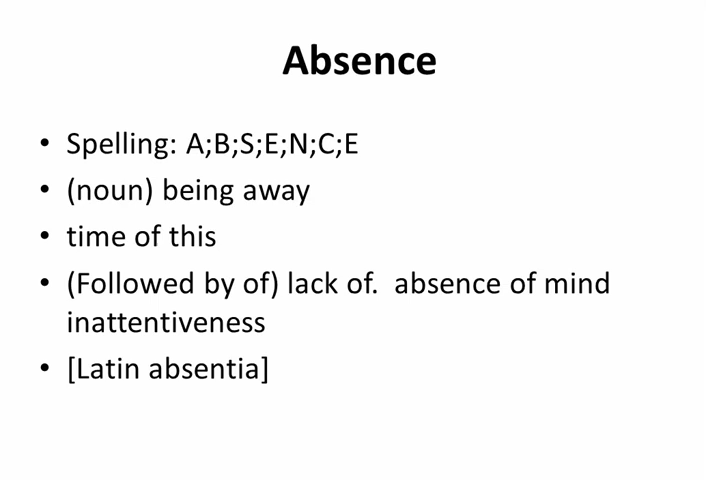 Absence
• Spelling: A;B;S;E;N;C;E
• (noun) being away
• time of this
• (Followed by of) lack of.  absence of mind
inattentiveness
• [Latin absentia]